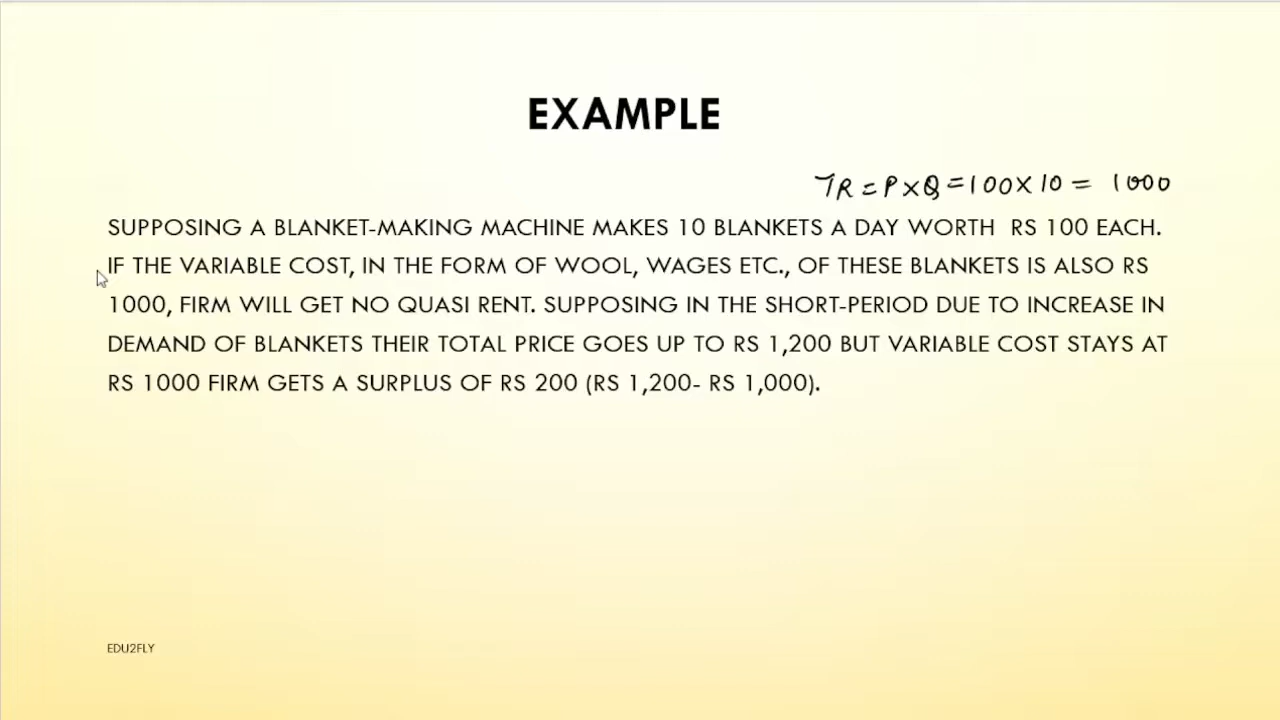 EXAMPLE
TR = P × Q = 100 × 10 = 1000
SUPPOSING A BLANKET-MAKING MACHINE MAKES 10 BLANKETS A DAY WORTH RS 100 EACH.
IF THE VARIABLE COST, IN THE FORM OF WOOL, WAGES ETC., OF THESE BLANKETS IS ALSO RS
1000, FIRM WILL GET NO QUASI RENT. SUPPOSING IN THE SHORT-PERIOD DUE TO INCREASE IN
DEMAND OF BLANKETS THEIR TOTAL PRICE GOES UP TO RS 1,200 BUT VARIABLE COST STAYS AT
RS 1000 FIRM GETS A SURPLUS OF RS 200 (RS 1,200- RS 1,000).
EDU2FLY